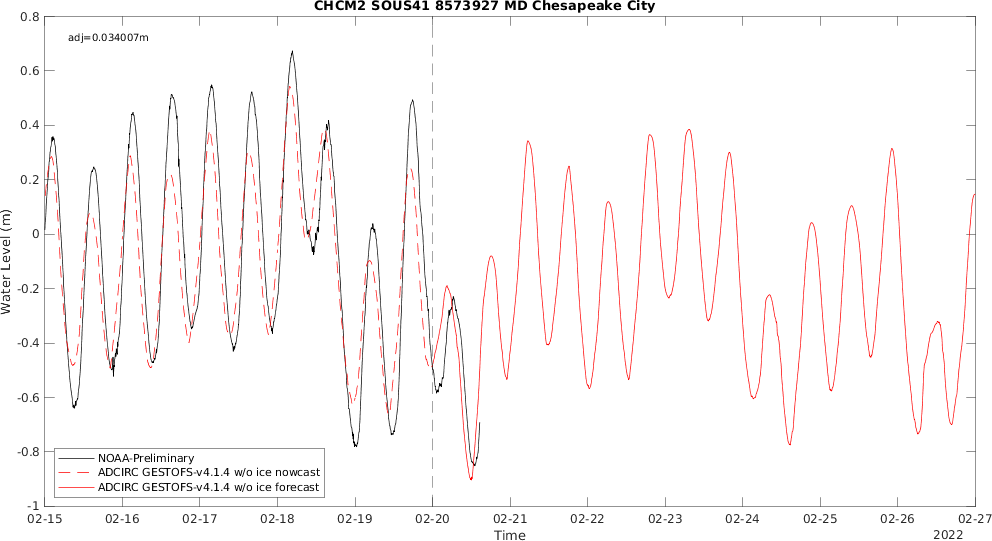 CHCM2 SOUS41 8573927 MD Chesapeake City
adj=0.034007m
0.8
0.6
0.4
0.2
0
-0.2
-0.4
-0.6
-0.8
-1
Water Level (m)
NOAA-Preliminary
ADCIRC GESTOFS-v4.1.4 w/o ice nowcast
ADCIRC GESTOFS-v4.1.4 w/o ice forecast
02-15 02-16 02-17 02-18 02-19 02-20 02-21 02-22 02-23 02-24 02-25 02-26 02-27
Time
2022